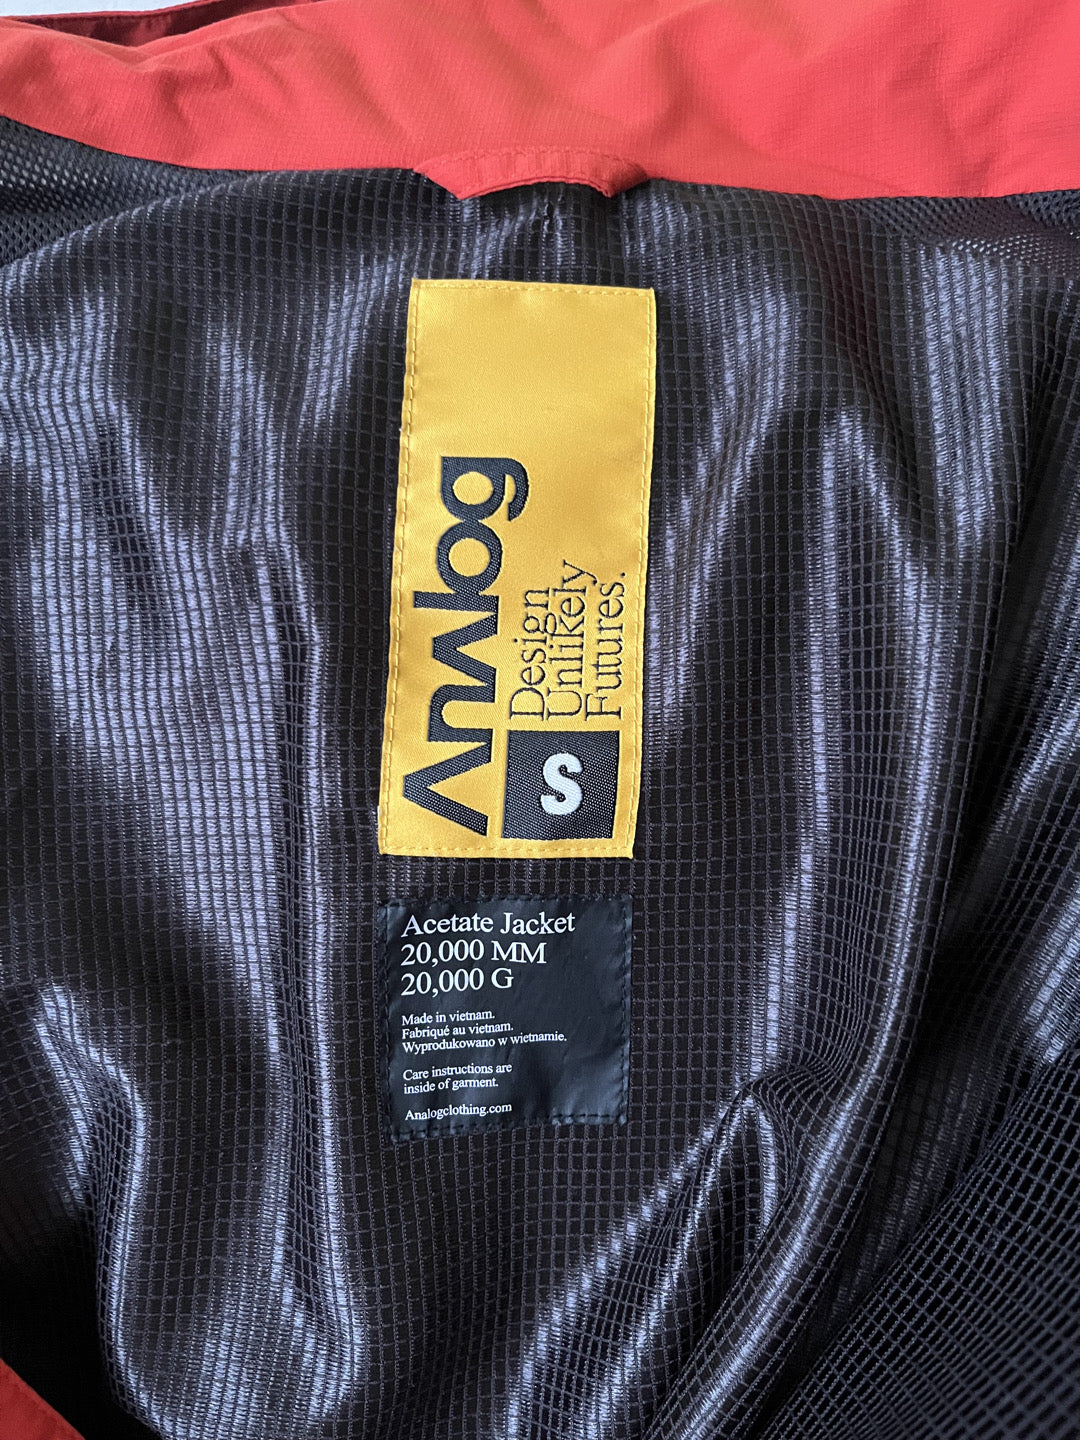 Analog
Design
Unlikely
Futures.
S
Acetate Jacket
20,000 MM
20,000 G
Made in vietnam.
Fabriqué au vietnam.
Wyprodukowano w wietnamie.
Care instructions are
inside of garment.
Analogclothing.com